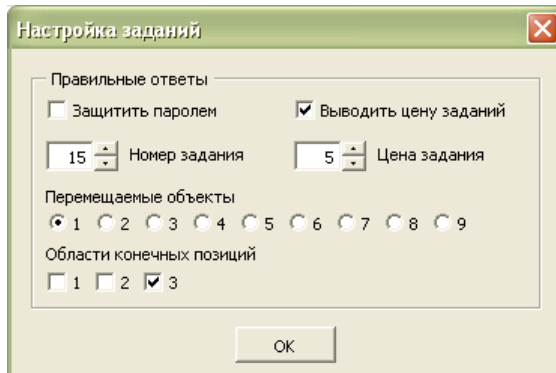 Настройка заданий
Правильные ответы
Защитить паролем Выводить цену заданий
15 Номер задания 5 Цена задания
Перемещаемые объекты
1 2 3 4 5 6 7 8 9
Области конечных позиций
1 2 3
OK